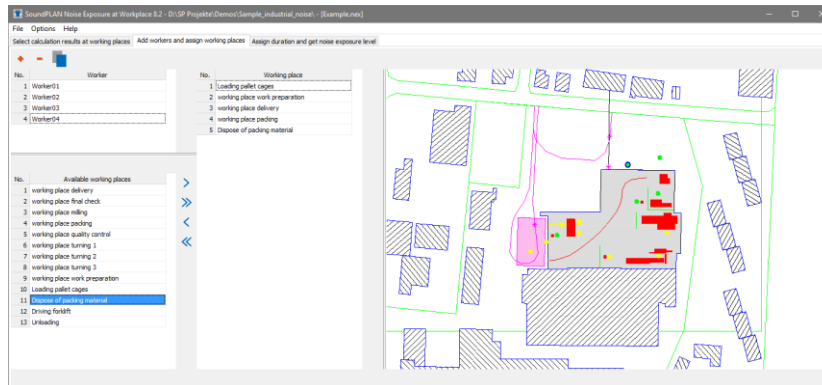 SoundPLAN Noise Exposure at Workplace 8.2 - D:\SP Projekte\Demos\Sample_industrial_noise\ - [Example.nex]
File Options Help
Select calculation results at working places Add workers and assign working places Assign duration and get noise exposure level
No. Worker
1 Worker01
2 Worker02
3 Worker03
4 Worker04
No. Working place
1 Loading pallet cages
2 working place work preparation
3 working place delivery
4 working place packing
5 Dispose of packing material
No. Available working places
1 working place delivery
2 working place final check
3 working place milling
4 working place packing
5 working place quality control
6 working place turning 1
7 working place turning 2
8 working place turning 3
9 working place work preparation
10 Loading pallet cages
11 Dispose of packing material
12 Driving forklift
13 Unloading